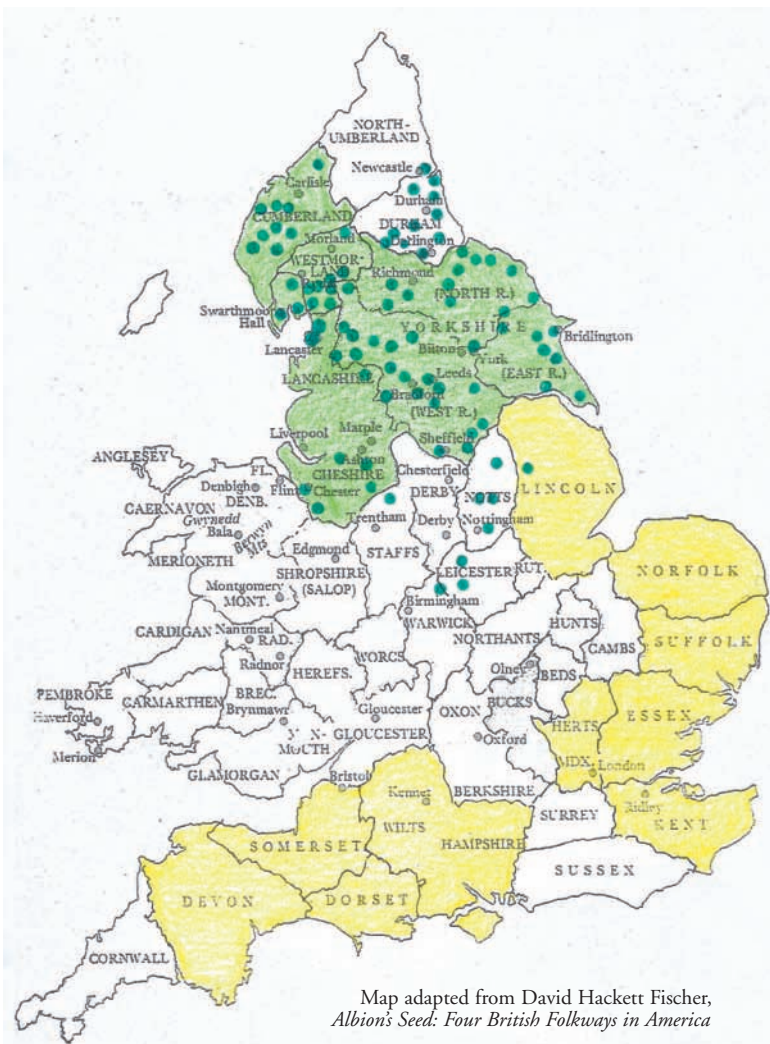 NORTH-
UMBERLAND
Newcastle
Carlisle
CUMBERLAND
Durham
DURHAM
Darlington
Morland
WESTMOR-
LAND
Richmond
(NORTH R.)
Swarthmoor
Hall
YORKSHIRE
Bridlington
Lancaster
York
(EAST R.)
LANCASHIRE
Leeds
Bradford
(WEST R.)
Liverpool
Marple
Sheffield
ANGLESEY
Ashton
CHESHIRE
Chesterfield
LINCOLN
FL.
Denbigh
DENB.
Flint
Chester
DERBY
NOTTS
CAERNAVON
Gwynedd
Bala
Berwyn
Mts
Trentham
Derby
Nottingham
MERIONETH
Edgmond
STAFFS
NORFOLK
SHROPSHIRE
(SALOP)
LEICESTER
RUT.
Montgomery
MONT.
Birmingham
WARWICK
HUNTS
CARDIGAN
Nantmeal
RAD.
NORTHANTS
CAMBS
SUFFOLK
Radnor
HEREFS.
WORCS
Olney
BEDS
PEMBROKE
CARMARTHEN
BREC.
BUCKS
Haverford
Brynmawr
Gloucester
OXON
HERTS
ESSEX
MOUTH
GLOUCESTER
Merion
Oxford
MDX.
London
GLAMORGAN
Bristol
Kennet
BERKSHIRE
Ridley
KENT
SURREY
WILTS
SOMERSET
HAMPSHIRE
SUSSEX
DEVON
DORSET
CORNWALL
Map adapted from David Hackett Fischer,
Albion's Seed: Four British Folkways in America